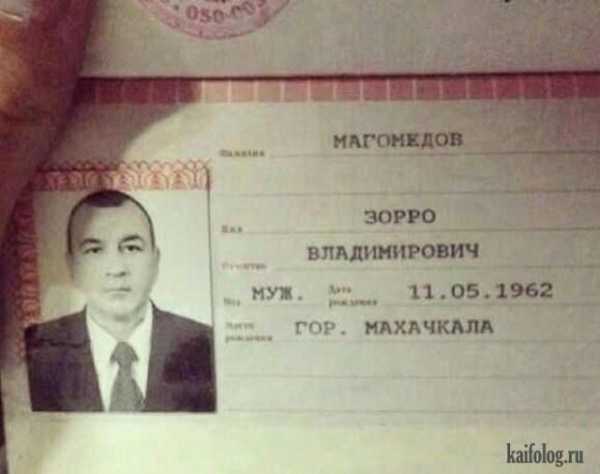 050-003
Фамилия МАГОМЕДОВ
Имя ЗОРРО
Отчество ВЛАДИМИРОВИЧ
Пол МУЖ. Дата рождения 11.05.1962
Место рождения ГОР. МАХАЧКАЛА
kaifolog.ru